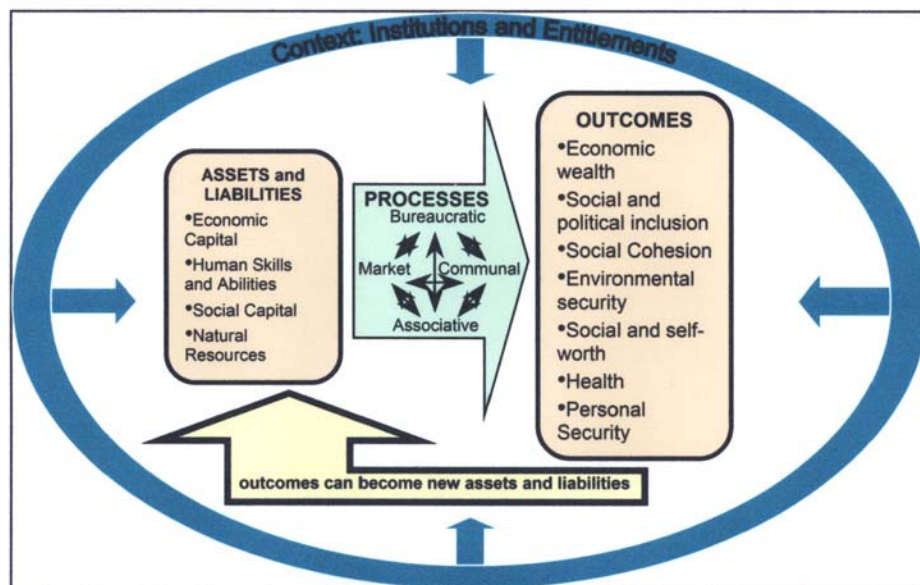 Context: Institutions and Entitlements
ASSETS and
LIABILITIES
•Economic
Capital
•Human Skills
and Abilities
•Social Capital
•Natural
Resources
PROCESSES
Bureaucratic
Market
Communal
Associative
OUTCOMES
•Economic
wealth
•Social and
political inclusion
•Social Cohesion
•Environmental
security
•Social and self-
worth
•Health
•Personal
Security
outcomes can become new assets and liabilities